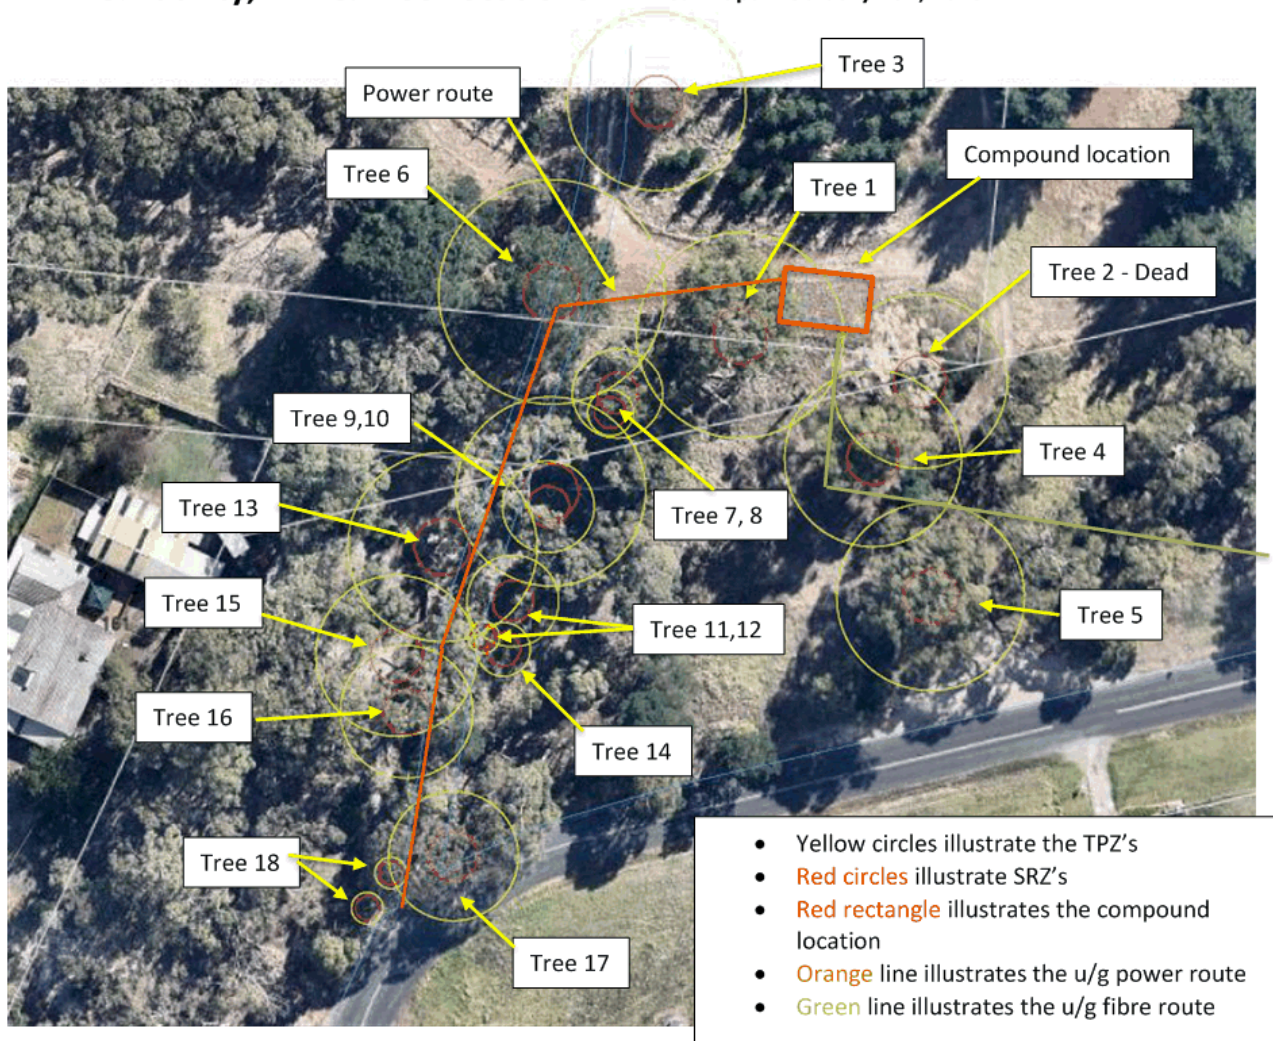 Tree 3
Power route
Compound location
Tree 6
Tree 1
Tree 2 - Dead
Tree 9,10
Tree 4
Tree 13
Tree 7, 8
Tree 15
Tree 11,12
Tree 5
Tree 16
Tree 14
Tree 18
Tree 17
• Yellow circles illustrate the TPZ’s
• Red circles illustrate SRZ’s
• Red rectangle illustrates the compound
location
• Orange line illustrates the u/g power route
• Green line illustrates the u/g fibre route